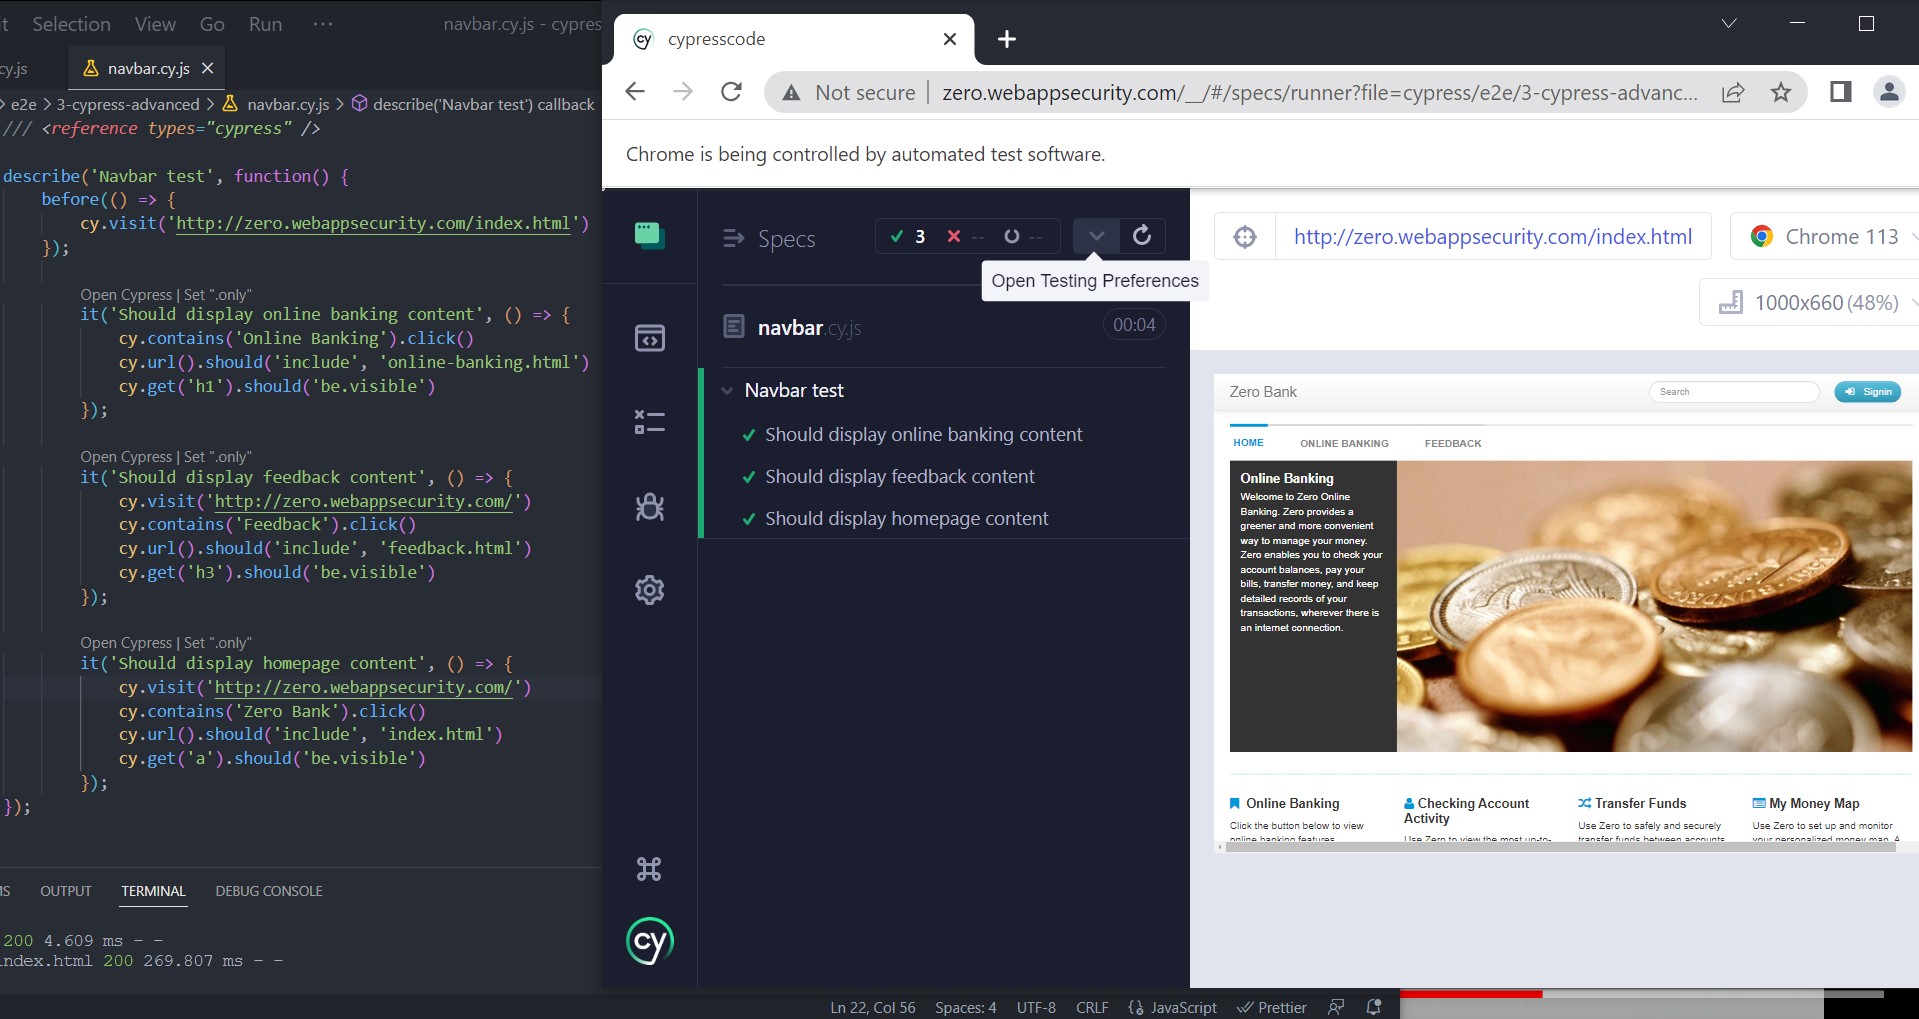 Selection View Go Run ···
navbar.cy.js - cypres
cy.js
navbar.cy.js
> e2e > 3-cypress-advanced > navbar.cy.js > describe('Navbar test') callback
/// <reference types="cypress" />
describe('Navbar test', function() {
before(() => {
cy.visit('http://zero.webappsecurity.com/index.html')
});
Open Cypress | Set ".only"
it('Should display online banking content', () => {
cy.contains('Online Banking').click()
cy.url().should('include', 'online-banking.html')
cy.get('h1').should('be.visible')
});
Open Cypress | Set ".only"
it('Should display feedback content', () => {
cy.visit('http://zero.webappsecurity.com/')
cy.contains('Feedback').click()
cy.url().should('include', 'feedback.html')
cy.get('h3').should('be.visible')
});
Open Cypress | Set ".only"
it('Should display homepage content', () => {
cy.visit('http://zero.webappsecurity.com/')
cy.contains('Zero Bank').click()
cy.url().should('include', 'index.html')
cy.get('a').should('be.visible')
});
});
OUTPUT TERMINAL DEBUG CONSOLE
200 4.609 ms - -
index.html 200 269.807 ms - -
Ln 22, Col 56 Spaces: 4 UTF-8 CRLF JavaScript Prettier
cy cypresscode
Not secure | zero.webappsecurity.com/__/#/specs/runner?file=cypress/e2e/3-cypress-advanc...
Chrome is being controlled by automated test software.
Specs
3 -- --
Open Testing Preferences
navbar.cy.js 00:04
Navbar test
Should display online banking content
Should display feedback content
Should display homepage content
cy
http://zero.webappsecurity.com/index.html
Chrome 113
1000x660 (48%)
Zero Bank
Search
Signin
HOME ONLINE BANKING FEEDBACK
Online Banking
Welcome to Zero Online
Banking. Zero provides a
greener and more convenient
way to manage your money.
Zero enables you to check your
account balances, pay your
bills, transfer money, and keep
detailed records of your
transactions, wherever there is
an internet connection.
Online Banking
Click the button below to view
online banking features
Checking Account
Activity
Use Zero to view the most up-to-
Transfer Funds
Use Zero to safely and securely
transfer funds between accounts
My Money Map
Use Zero to set up and monitor
your personalized money map. A